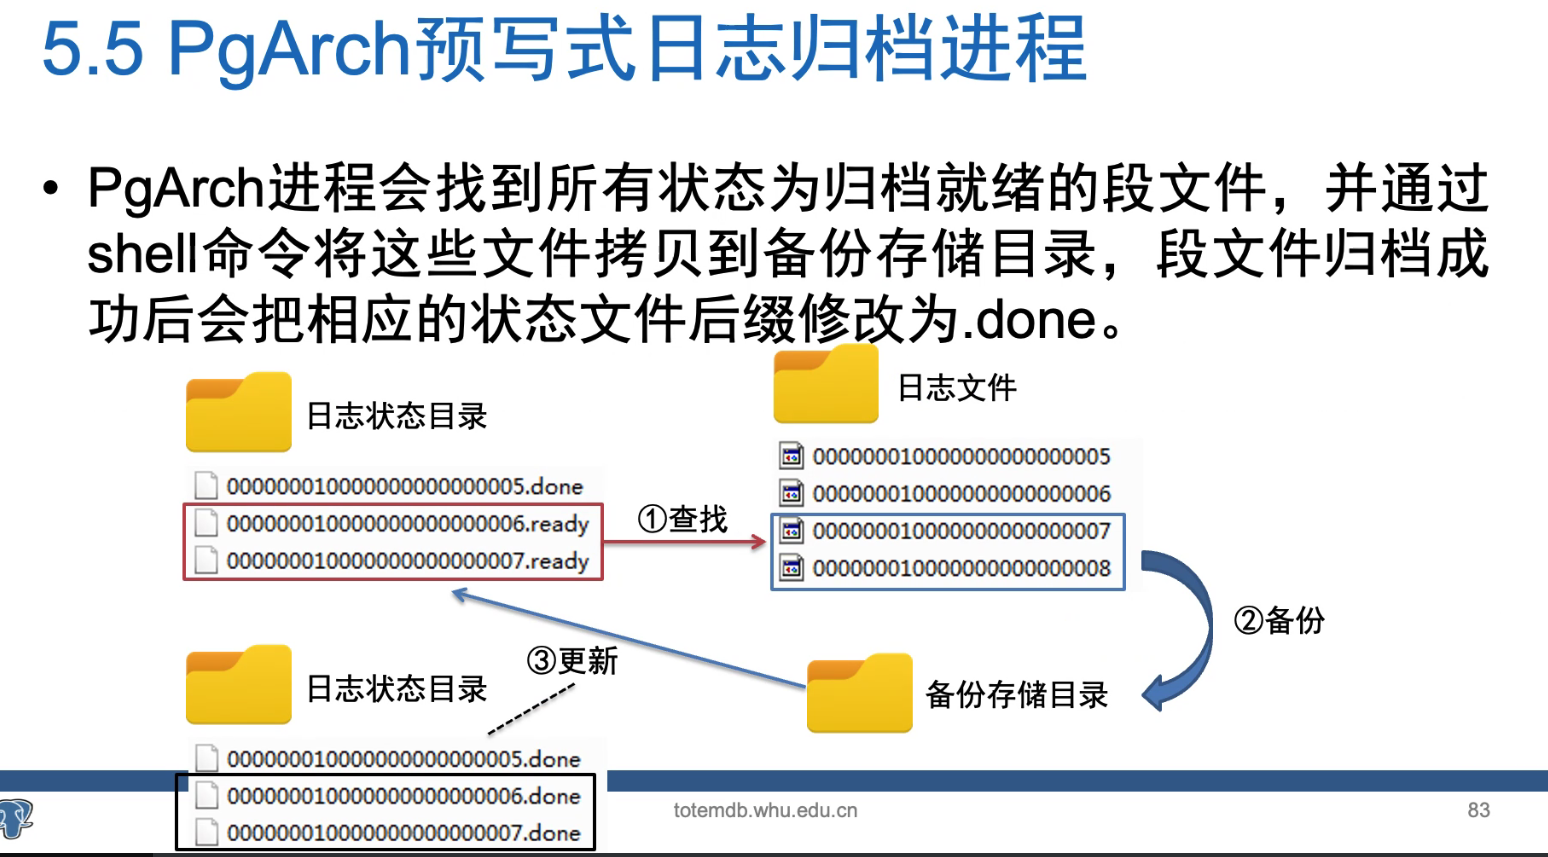 5.5 PgArch预写式日志归档进程
• PgArch进程会找到所有状态为归档就绪的段文件，并通过
shell命令将这些文件拷贝到备份存储目录，段文件归档成
功后会把相应的状态文件后缀修改为.done。
日志状态目录
000000010000000000000005.done
000000010000000000000006.ready
000000010000000000000007.ready
①查找
日志文件
000000010000000000000005
000000010000000000000006
000000010000000000000007
000000010000000000000008
②备份
备份存储目录
③更新
日志状态目录
000000010000000000000005.done
000000010000000000000006.done
000000010000000000000007.done
totemdb.whu.edu.cn
83